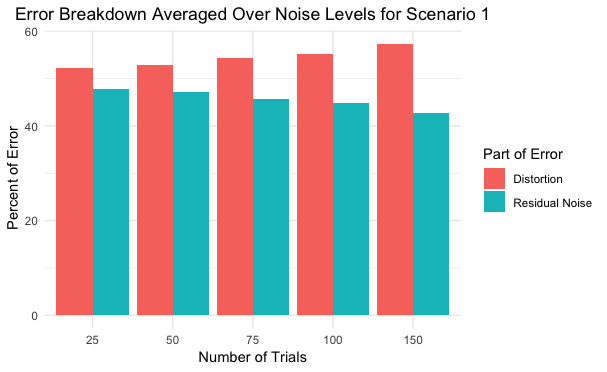 Error Breakdown Averaged Over Noise Levels for Scenario 1
60
40
20
0
Percent of Error
25 50 75 100 150
Number of Trials
Part of Error
Distortion
Residual Noise